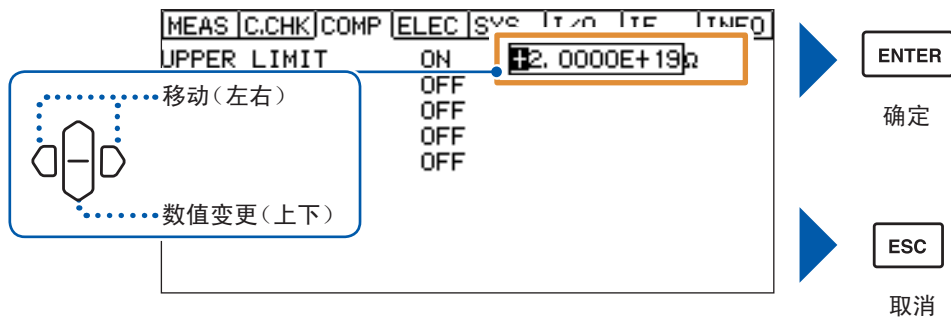 MEAS C.CHK COMP ELEC INFO
UPPER LIMIT ON +2.0000E+19Ω
OFF
OFF
OFF
OFF
移动（左右）
数值变更（上下）
ENTER
确定
ESC
取消